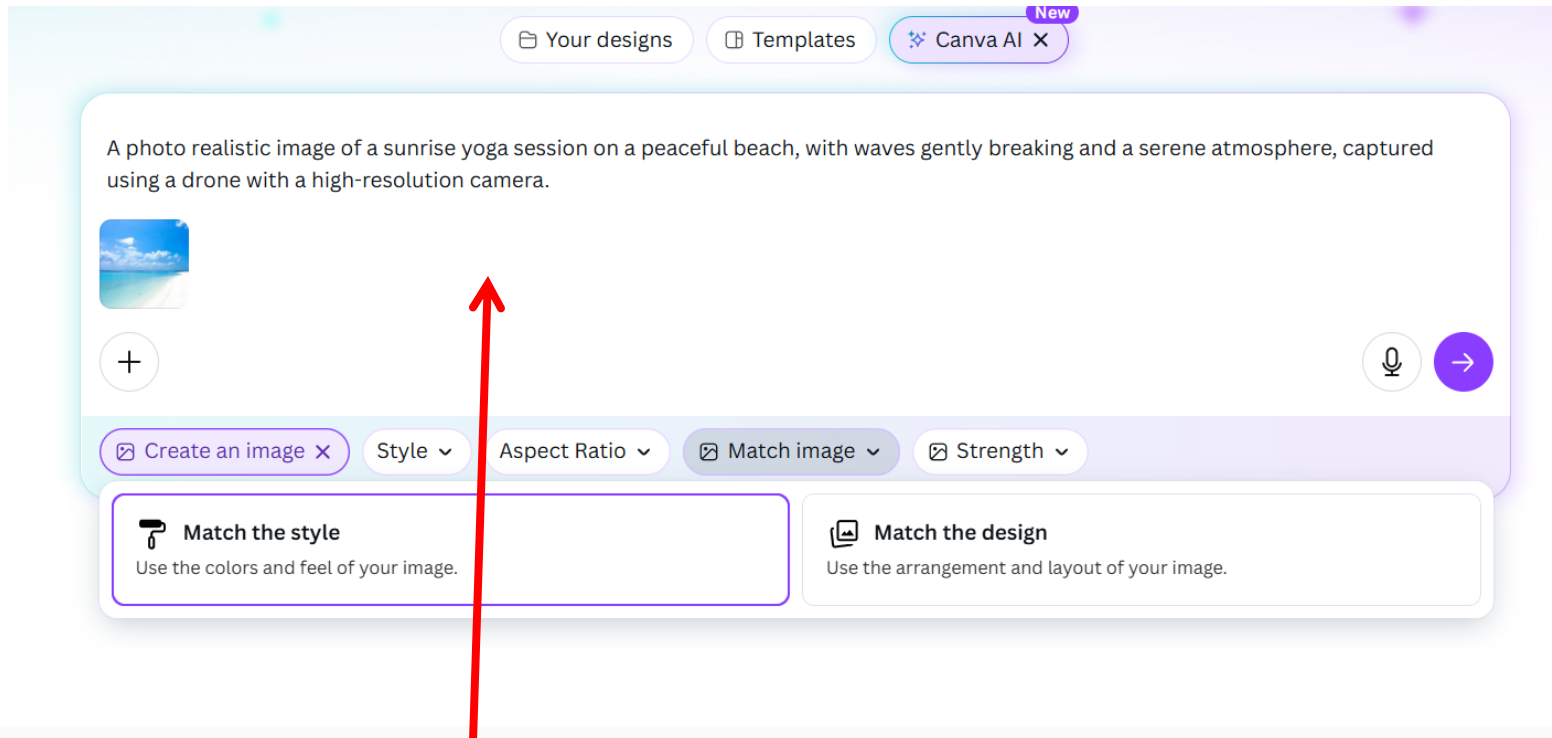 New
Your designs
Templates
Canva AI
A photo realistic image of a sunrise yoga session on a peaceful beach, with waves gently breaking and a serene atmosphere, captured
using a drone with a high-resolution camera.
Create an image
Style
Aspect Ratio
Match image
Strength
Match the style
Use the colors and feel of your image.
Match the design
Use the arrangement and layout of your image.